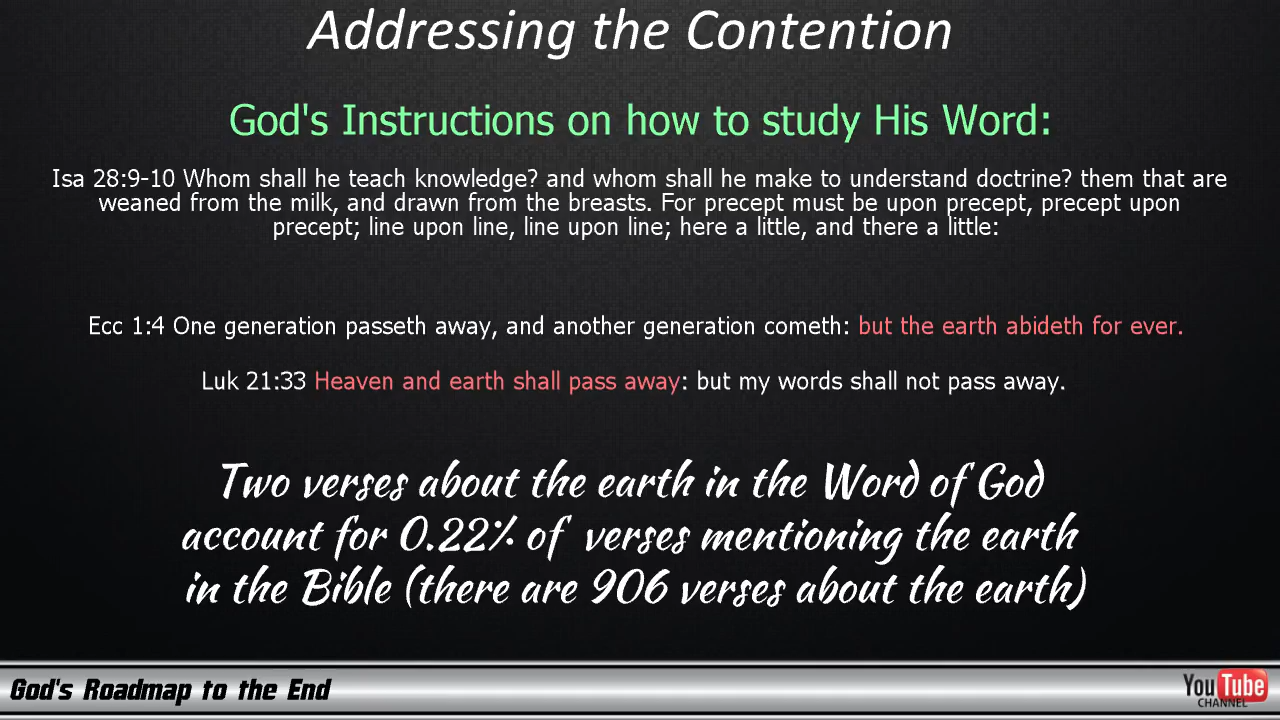 Addressing the Contention
God's Instructions on how to study His Word:
Isa 28:9-10 Whom shall he teach knowledge? and whom shall he make to understand doctrine? them that are
weaned from the milk, and drawn from the breasts. For precept must be upon precept, precept upon
precept; line upon line, line upon line; here a little, and there a little:
Ecc 1:4 One generation passeth away, and another generation cometh: but the earth abideth for ever.
Luk 21:33 Heaven and earth shall pass away: but my words shall not pass away.
Two verses about the earth in the Word of God
account for 0.22% of verses mentioning the earth
in the Bible (there are 906 verses about the earth)
God's Roadmap to the End
YouTube
CHANNEL